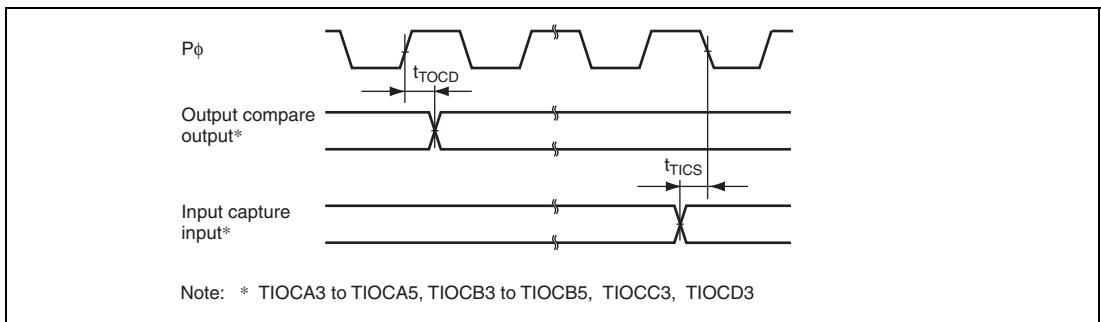 Pϕ
tTOCD
Output compare
output*
tTICS
Input capture
input*
Note: * TIOCA3 to TIOCA5, TIOCB3 to TIOCB5, TIOCC3, TIOCD3